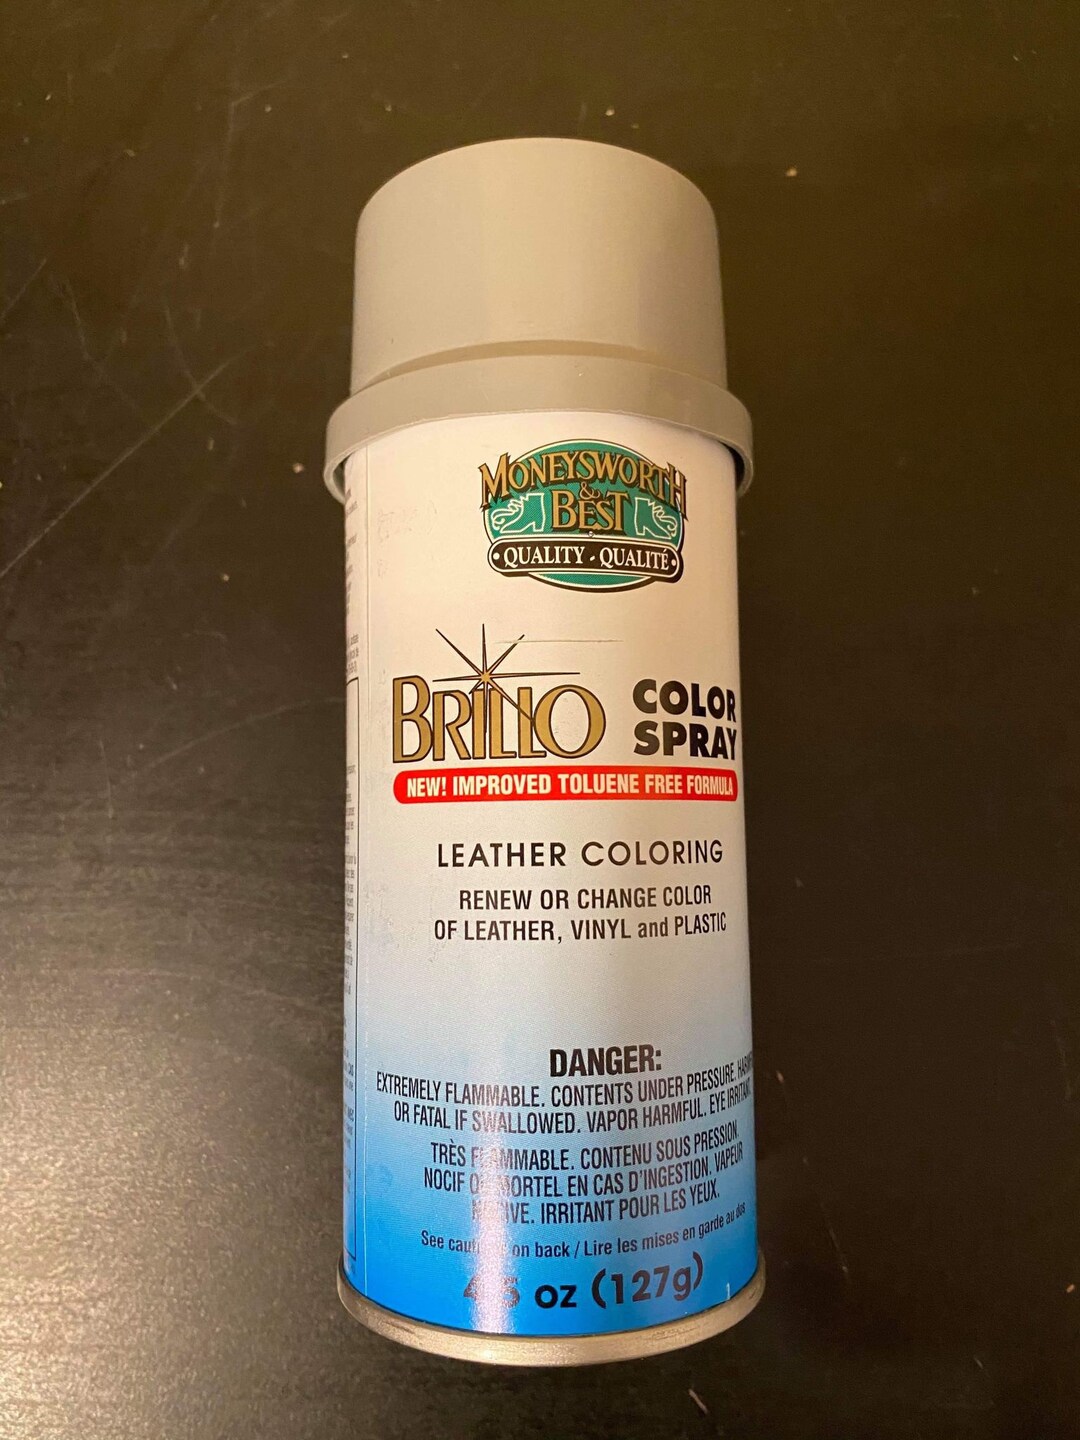 MONEYSWORTH
&
BEST
• QUALITY - QUALITÉ •
BRILLO
COLOR
SPRAY
NEW! IMPROVED TOLUENE FREE FORMULA
LEATHER COLORING
RENEW OR CHANGE COLOR
OF LEATHER, VINYL and PLASTIC
DANGER:
EXTREMELY FLAMMABLE. CONTENTS UNDER PRESSURE.
OR FATAL IF SWALLOWED. VAPOR HARMFUL. EYE
TRÈS FLAMMABLE. CONTENU SOUS PRESSION.
NOCIF OU MORTEL EN CAS D'INGESTION. VAPEUR
IRRITANT POUR LES YEUX.
See on back / Lire les mises en garde au dos
4.5 oz (127g)